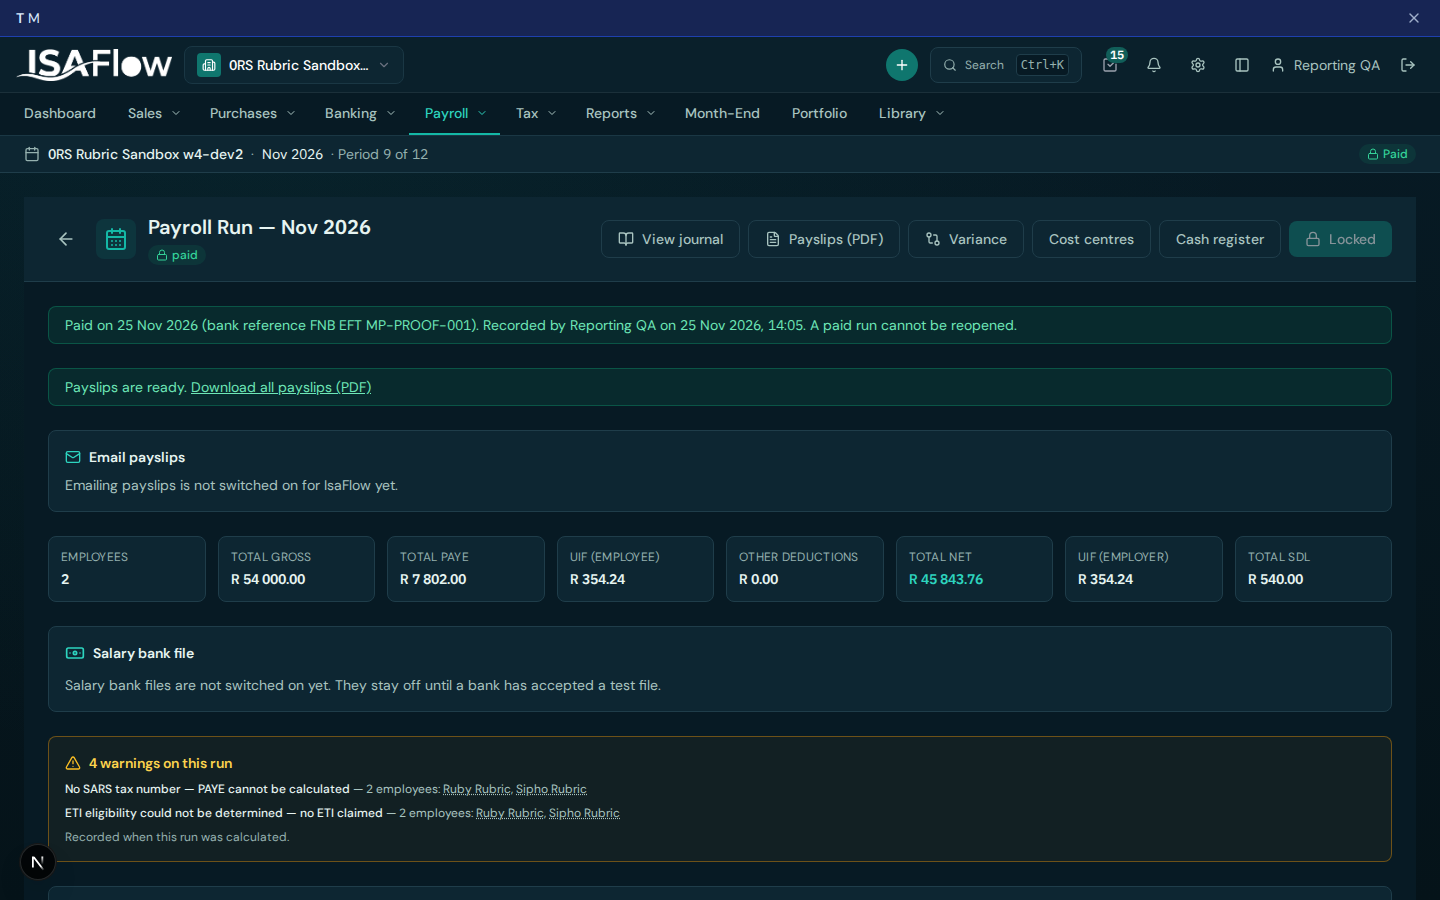 T M
ISAFlow
0RS Rubric Sandbox...
Search Ctrl+K
15
Reporting QA
Dashboard Sales Purchases Banking Payroll Tax Reports Month-End Portfolio Library
0RS Rubric Sandbox w4-dev2 · Nov 2026 · Period 9 of 12
Paid
Payroll Run — Nov 2026
paid
View journal
Payslips (PDF)
Variance
Cost centres
Cash register
Locked
Paid on 25 Nov 2026 (bank reference FNB EFT MP-PROOF-001). Recorded by Reporting QA on 25 Nov 2026, 14:05. A paid run cannot be reopened.
Payslips are ready. Download all payslips (PDF)
Email payslips
Emailing payslips is not switched on for IsaFlow yet.
EMPLOYEES
2
TOTAL GROSS
R 54 000.00
TOTAL PAYE
R 7 802.00
UIF (EMPLOYEE)
R 354.24
OTHER DEDUCTIONS
R 0.00
TOTAL NET
R 45 843.76
UIF (EMPLOYER)
R 354.24
TOTAL SDL
R 540.00
Salary bank file
Salary bank files are not switched on yet. They stay off until a bank has accepted a test file.
4 warnings on this run
No SARS tax number — PAYE cannot be calculated — 2 employees: Ruby Rubric, Sipho Rubric
ETI eligibility could not be determined — no ETI claimed — 2 employees: Ruby Rubric, Sipho Rubric
Recorded when this run was calculated.
N